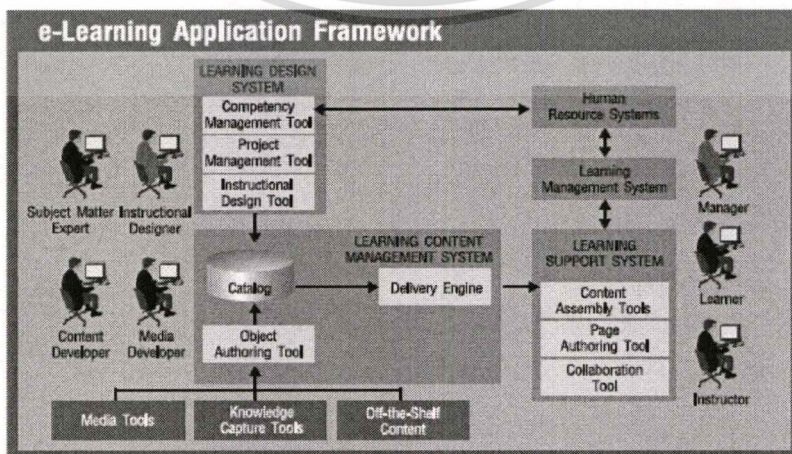 e-Learning Application Framework
LEARNING DESIGN
SYSTEM
Competency
Management Tool
Project
Management Tool
Instructional
Design Tool
Human
Resource Systems
Learning
Management System
Subject Matter
Expert
Instructional
Designer
Manager
LEARNING CONTENT
MANAGEMENT SYSTEM
Catalog
Delivery Engine
LEARNING
SUPPORT SYSTEM
Content
Assembly Tools
Page
Authoring Tool
Collaboration
Tool
Learner
Content
Developer
Media
Developer
Object
Authoring Tool
Instructor
Media Tools
Knowledge
Capture Tools
Off-the-Shelf
Content